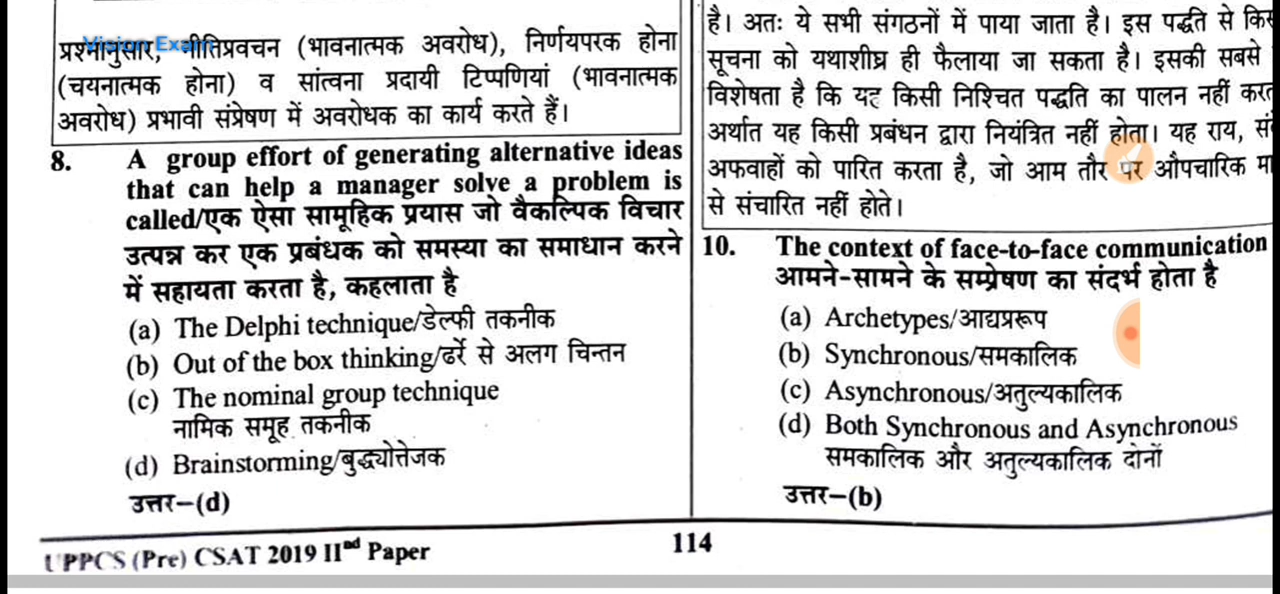 Vision Exam
प्रश्नानुसार, नीतिप्रवचन (भावनात्मक अवरोध), निर्णयपरक होना
(चयनात्मक होना) व सांत्वना प्रदायी टिप्पणियां (भावनात्मक
अवरोध) प्रभावी संप्रेषण में अवरोधक का कार्य करते हैं।
8. A group effort of generating alternative ideas
that can help a manager solve a problem is
called/एक ऐसा सामूहिक प्रयास जो वैकल्पिक विचार
उत्पन्न कर एक प्रबंधक को समस्या का समाधान करने
में सहायता करता है, कहलाता है
(a) The Delphi technique/डेल्फी तकनीक
(b) Out of the box thinking/ढर्रे से अलग चिन्तन
(c) The nominal group technique
नामिक समूह तकनीक
(d) Brainstorming/बुद्ध्योत्तेजक
उत्तर–(d)
है। अतः ये सभी संगठनों में पाया जाता है। इस पद्धति से
सूचना को यथाशीघ्र ही फैलाया जा सकता है। इसकी सबसे
विशेषता है कि यह किसी निश्चित पद्धति का पालन नहीं
अर्थात यह किसी प्रबंधन द्वारा नियंत्रित नहीं होता। यह राय,
अफवाहों को पारित करता है, जो आम तौर पर औपचारिक
से संचारित नहीं होते।
10. The context of face-to-face communication
आमने-सामने के सम्प्रेषण का संदर्भ होता है
(a) Archetypes/आद्यप्ररूप
(b) Synchronous/समकालिक
(c) Asynchronous/अतुल्यकालिक
(d) Both Synchronous and Asynchronous
समकालिक और अतुल्यकालिक दोनों
उत्तर–(b)
UPPCS (Pre) CSAT 2019 IInd Paper
114